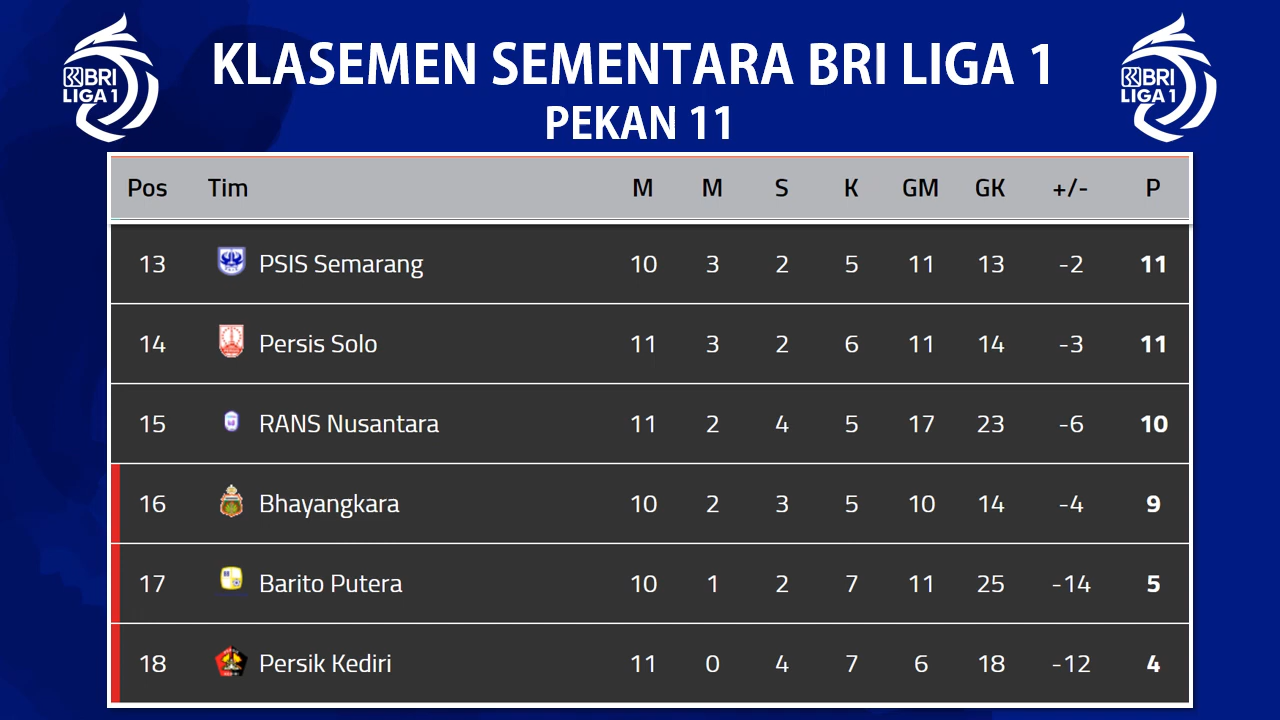 KLASEMEN SEMENTARA BRI LIGA 1
PEKAN 11
BRI
LIGA 1
BRI
LIGA 1
Pos Tim M M S K GM GK +/- P
13 PSIS Semarang 10 3 2 5 11 13 -2 11
14 Persis Solo 11 3 2 6 11 14 -3 11
15 RANS Nusantara 11 2 4 5 17 23 -6 10
16 Bhayangkara 10 2 3 5 10 14 -4 9
17 Barito Putera 10 1 2 7 11 25 -14 5
18 Persik Kediri 11 0 4 7 6 18 -12 4